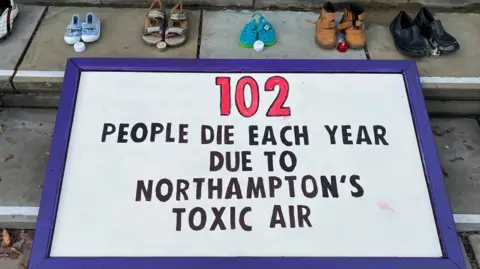 102
PEOPLE DIE EACH YEAR
DUE TO
NORTHAMPTON'S
TOXIC AIR